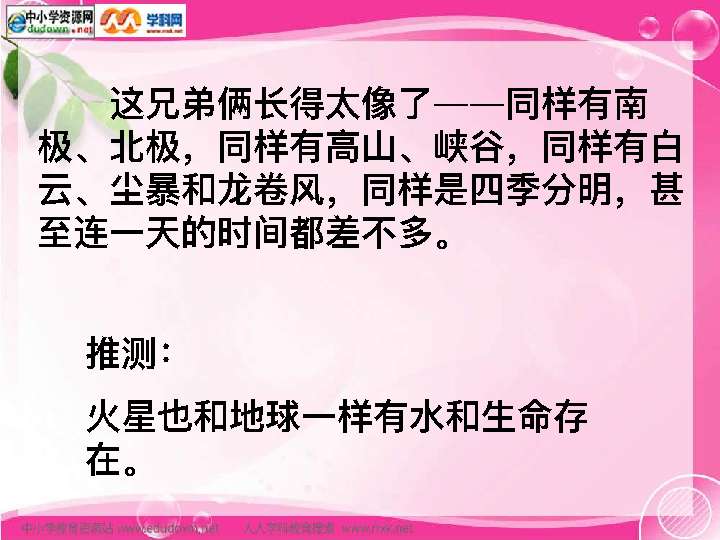 中小学资源网
dudown.net
学科网
www.nrxk.net
这兄弟俩长得太像了——同样有南
极、北极，同样有高山、峡谷，同样有白
云、尘暴和龙卷风，同样是四季分明，甚
至连一天的时间都差不多。
推测：
火星也和地球一样有水和生命存
在。
中小学教育资源站 www.edudown.net 人人学科教育搜索 www.rrxk.net